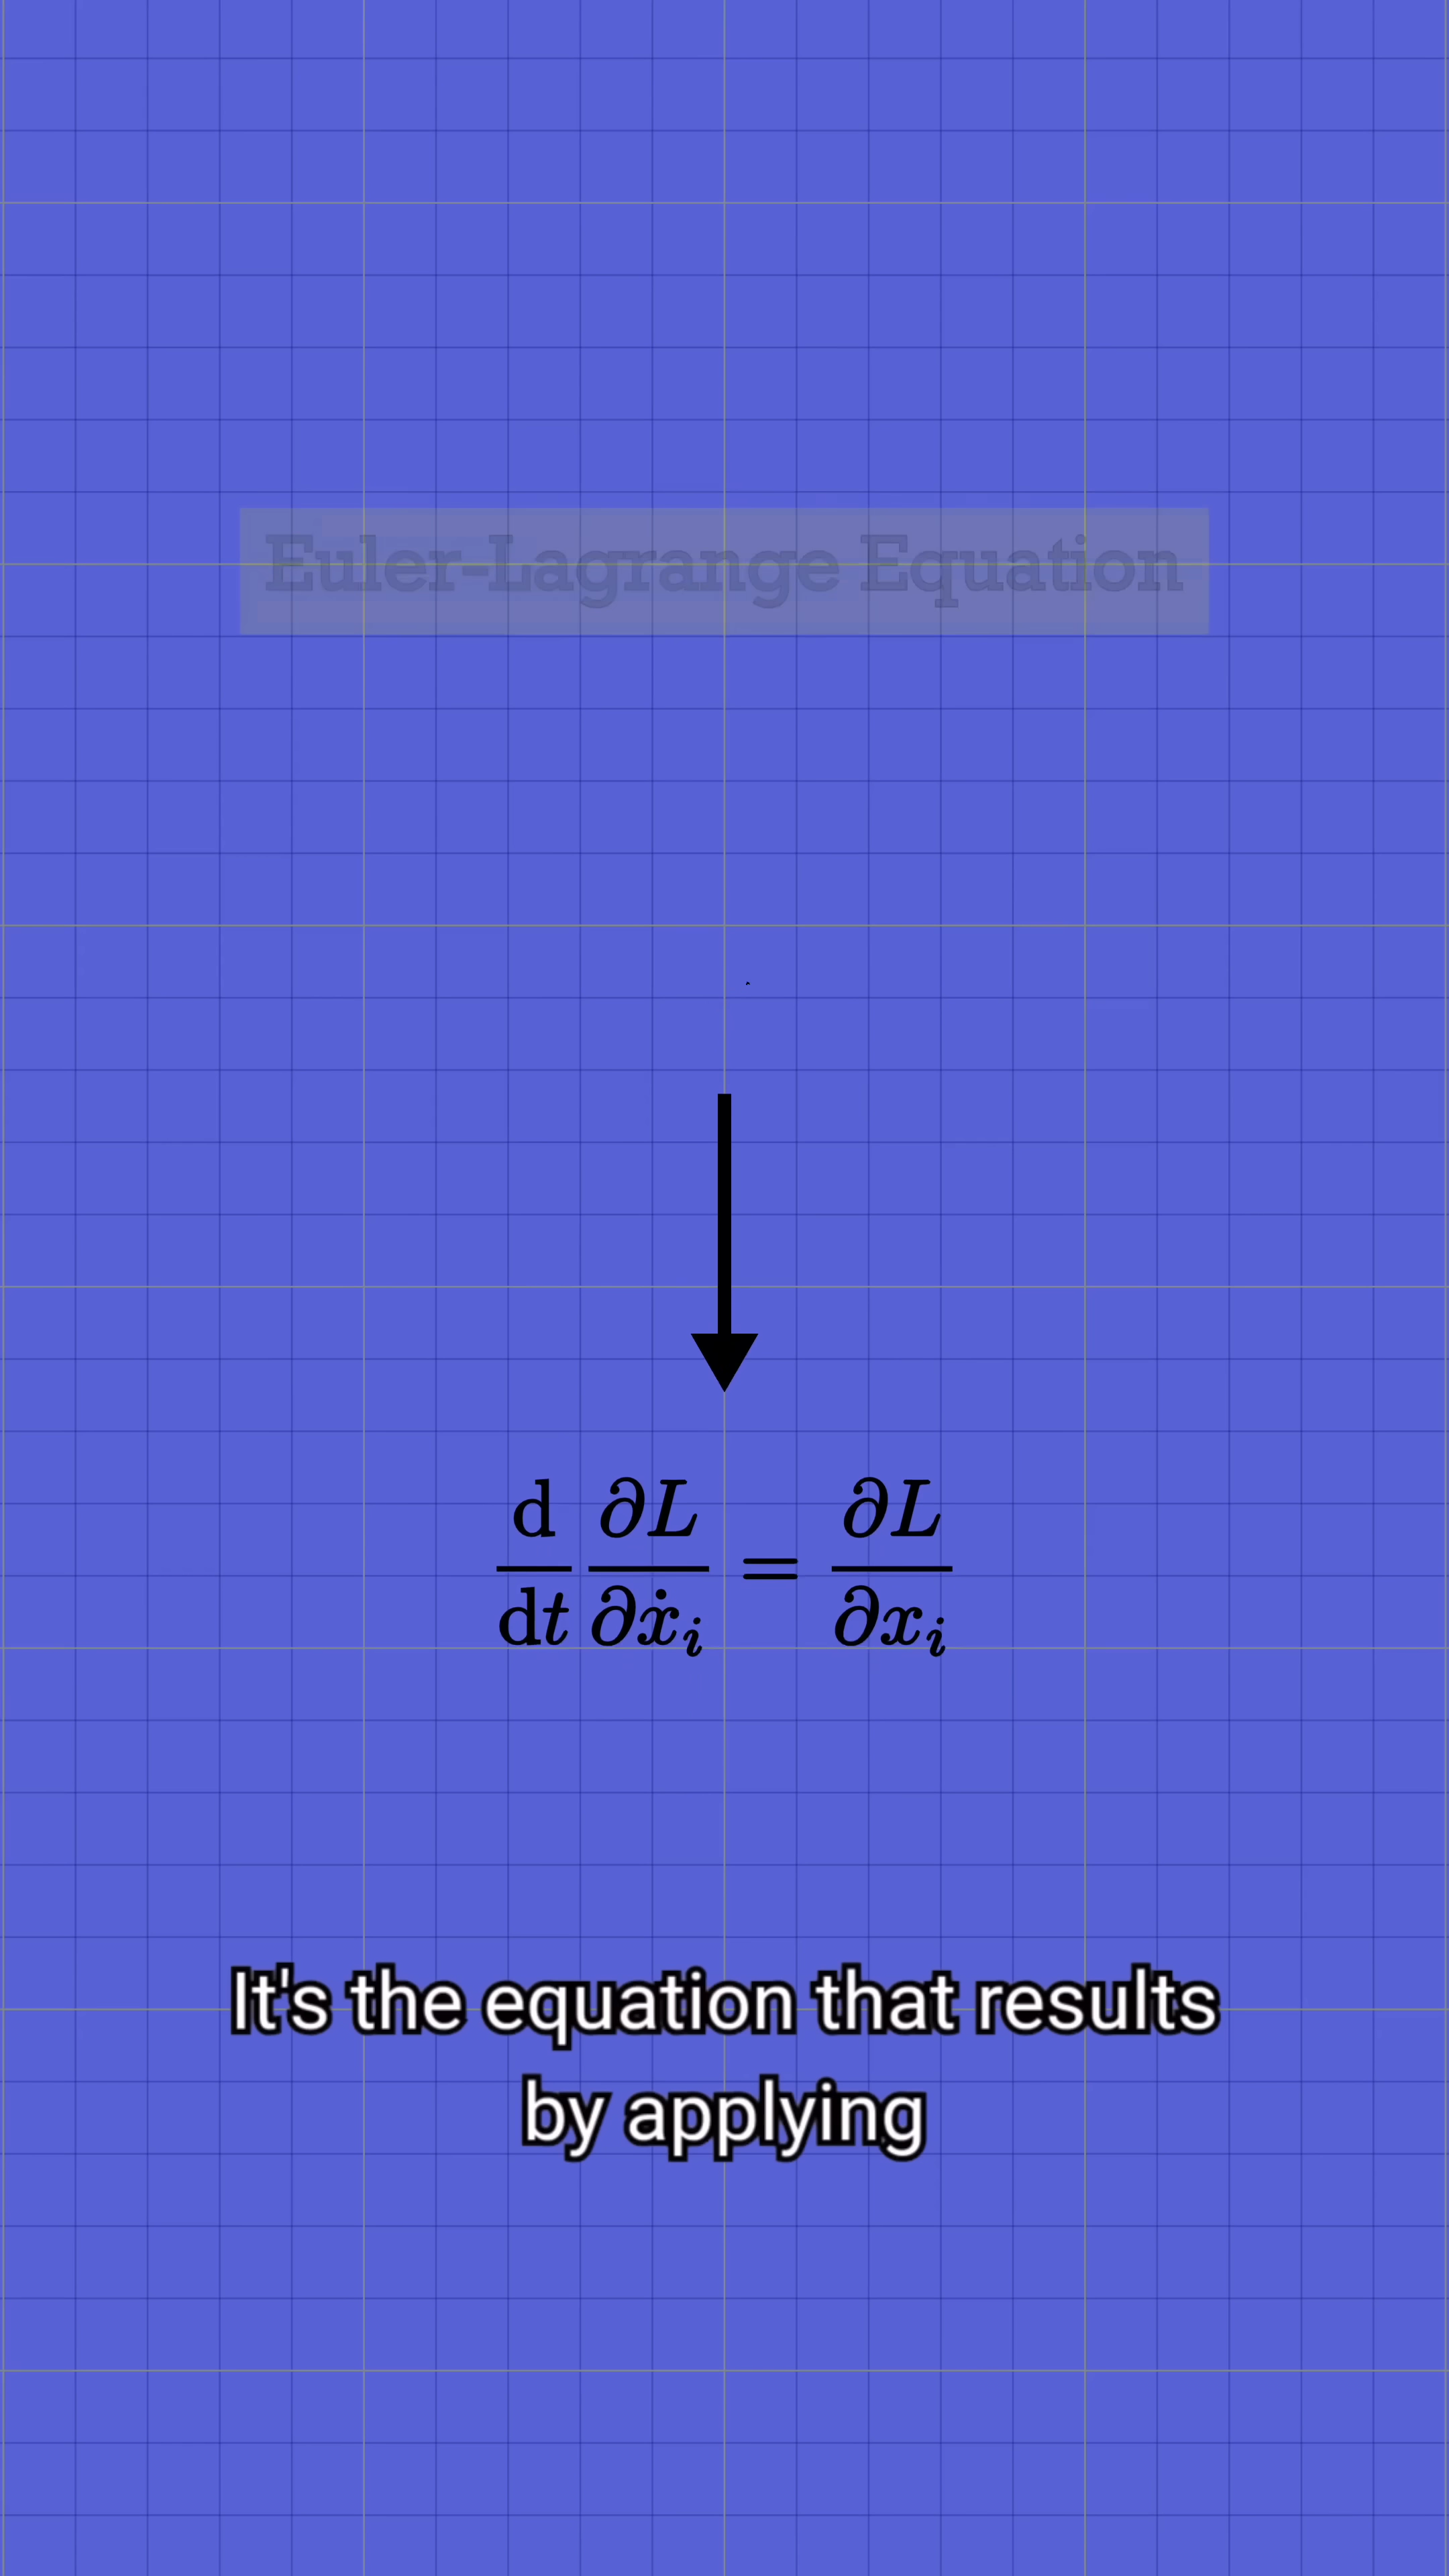 Euler-Lagrange Equation
d/dt ∂L/∂ẋᵢ = ∂L/∂xᵢ
It's the equation that results
by applying